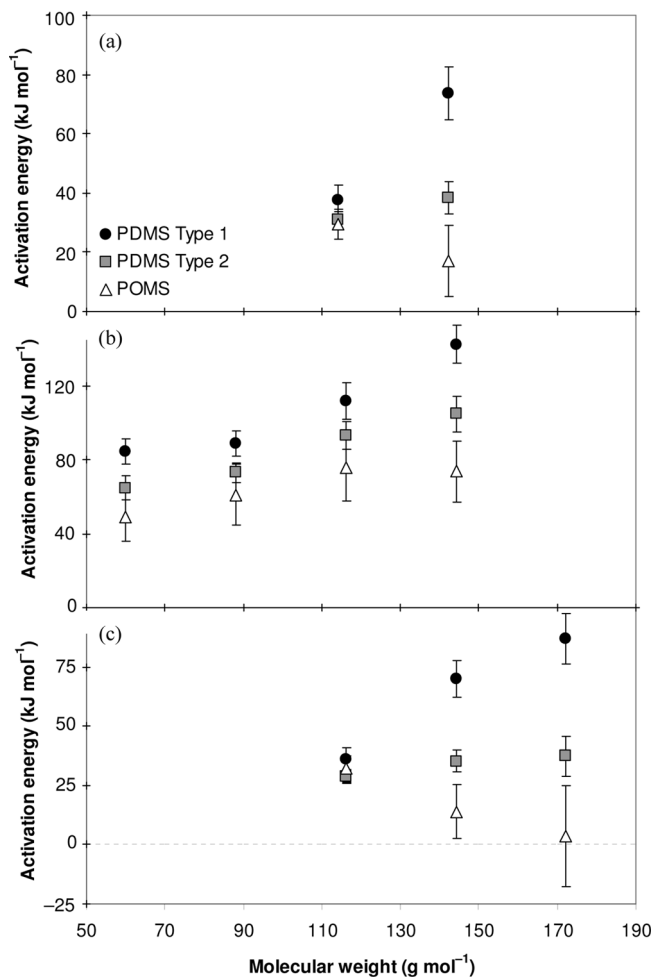 (a)
Activation energy (kJ mol⁻¹)
100
80
60
40
20
0
PDMS Type 1
PDMS Type 2
POMS
(b)
Activation energy (kJ mol⁻¹)
120
80
40
0
(c)
Activation energy (kJ mol⁻¹)
75
50
25
0
−25
50 70 90 110 130 150 170 190
Molecular weight (g mol⁻¹)